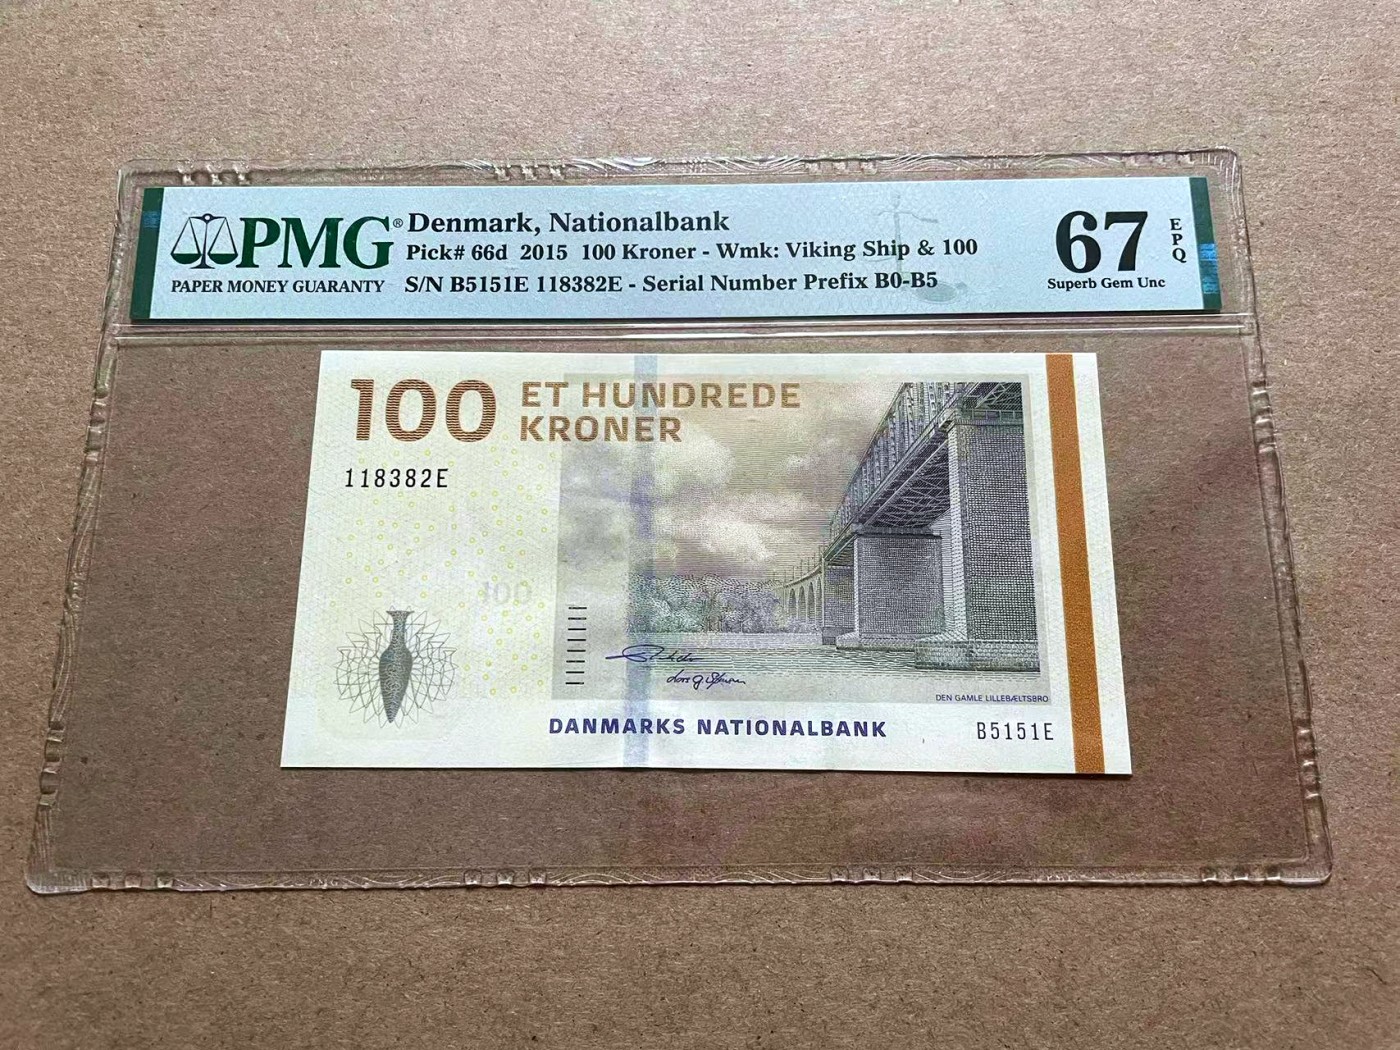 PMG®
PAPER MONEY GUARANTY
Denmark, Nationalbank
Pick# 66d 2015 100 Kroner - Wmk: Viking Ship & 100
S/N B5151E 118382E - Serial Number Prefix B0-B5
67
EPQ
Superb Gem Unc
100
ET HUNDREDE
KRONER
118382E
100
DEN GAMLE LILLEBÆLTSBRO
DANMARKS NATIONALBANK
B5151E